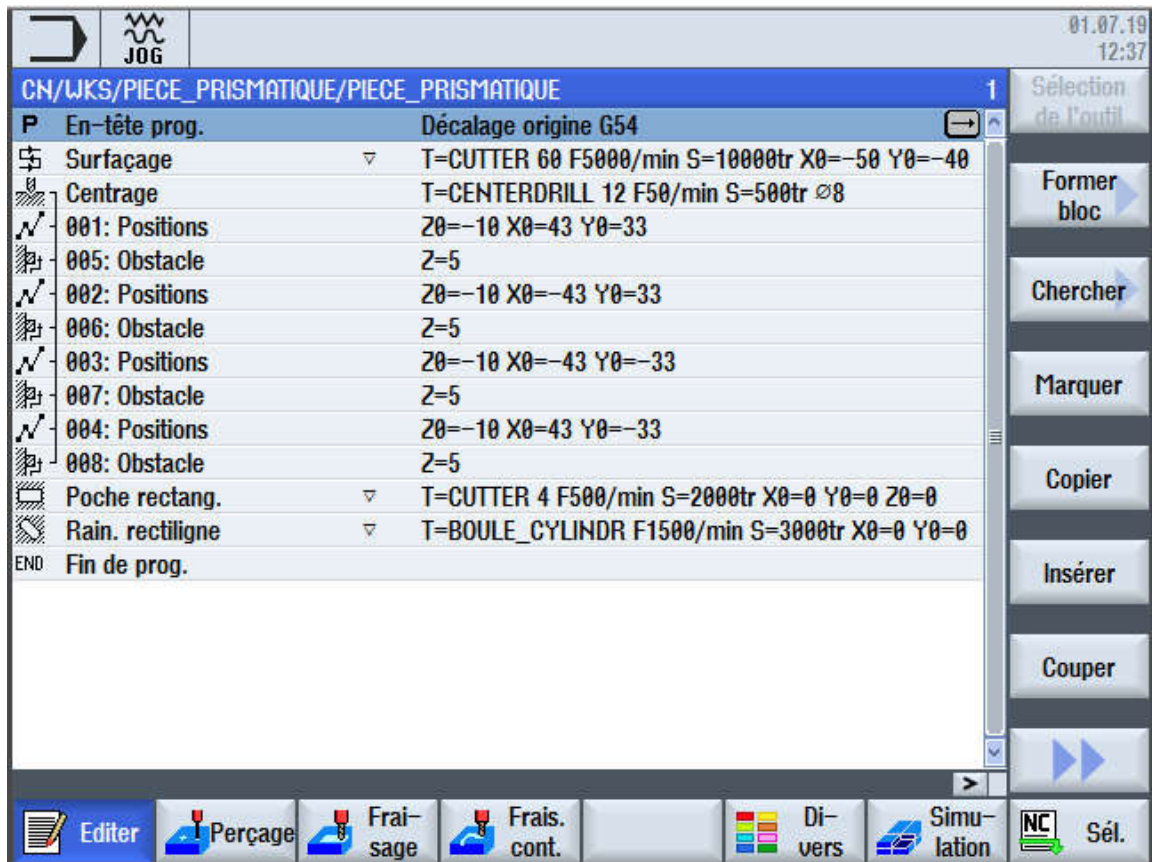 JOG
01.07.19
12:37
CN/WKS/PIECE_PRISMATIQUE/PIECE_PRISMATIQUE 1
P En-tête prog. Décalage origine G54
Surfaçage ▽ T=CUTTER 60 F5000/min S=10000tr X0=-50 Y0=-40
Centrage T=CENTERDRILL 12 F50/min S=500tr ∅8
001: Positions Z0=-10 X0=43 Y0=33
005: Obstacle Z=5
002: Positions Z0=-10 X0=-43 Y0=33
006: Obstacle Z=5
003: Positions Z0=-10 X0=-43 Y0=-33
007: Obstacle Z=5
004: Positions Z0=-10 X0=43 Y0=-33
008: Obstacle Z=5
Poche rectang. ▽ T=CUTTER 4 F500/min S=2000tr X0=0 Y0=0 Z0=0
Rain. rectiligne ▽ T=BOULE_CYLINDR F1500/min S=3000tr X0=0 Y0=0
END Fin de prog.
Sélection
de l'outil
Former
bloc
Chercher
Marquer
Copier
Insérer
Couper
Editer
Perçage
Frai-
sage
Frais.
cont.
Di-
vers
Simu-
lation
NC
Sél.